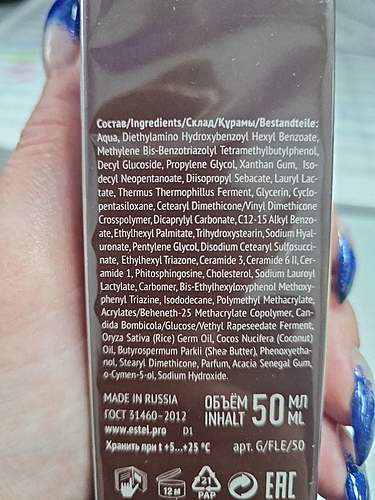 Состав/Ingredients/Склад/Құрамы/Bestandteile:
Aqua, Diethylamino Hydroxybenzoyl Hexyl Benzoate,
Methylene Bis-Benzotriazolyl Tetramethylbutylphenol,
Decyl Glucoside, Propylene Glycol, Xanthan Gum, Iso-
decyl Neopentanoate, Diisopropyl Sebacate, Lauryl Lac-
tate, Thermus Thermophillus Ferment, Glycerin, Cyclo-
pentasiloxane, Cetearyl Dimethicone/Vinyl Dimethicone
Crosspolymer, Dicaprylyl Carbonate, C12-15 Alkyl Benzo-
ate, Ethylhexyl Palmitate, Trihydroxystearin, Sodium Hyal-
uronate, Pentylene Glycol, Disodium Cetearyl Sulfosucci-
nate, Ethylhexyl Triazone, Ceramide 3, Ceramide 6 II, Cer-
amide 1, Phitosphingosine, Cholesterol, Sodium Lauroyl
Lactylate, Carbomer, Bis-Ethylhexyloxyphenol Methoxy-
phenyl Triazine, Isododecane, Polymethyl Methacrylate,
Acrylates/Beheneth-25 Methacrylate Copolymer, Can-
dida Bombicola/Glucose/Vethyl Rapeseedate Ferment,
Oryza Sativa (Rice) Germ Oil, Cocos Nucifera (Coconut)
Oil, Butyrospermum Parkii (Shea Butter), Phenoxyetha-
nol, Stearyl Dimethicone, Parfum, Acacia Senegal Gum,
o-Cymen-5-ol, Sodium Hydroxide.
MADE IN RUSSIA
ГОСТ 31460-2012
www.estel.pro D1
ОБЪЁМ 50 МЛ
INHALT ML
Хранить при t +5...+25 °C арт. G/FLE/50
12 M
21
PAP
EAC